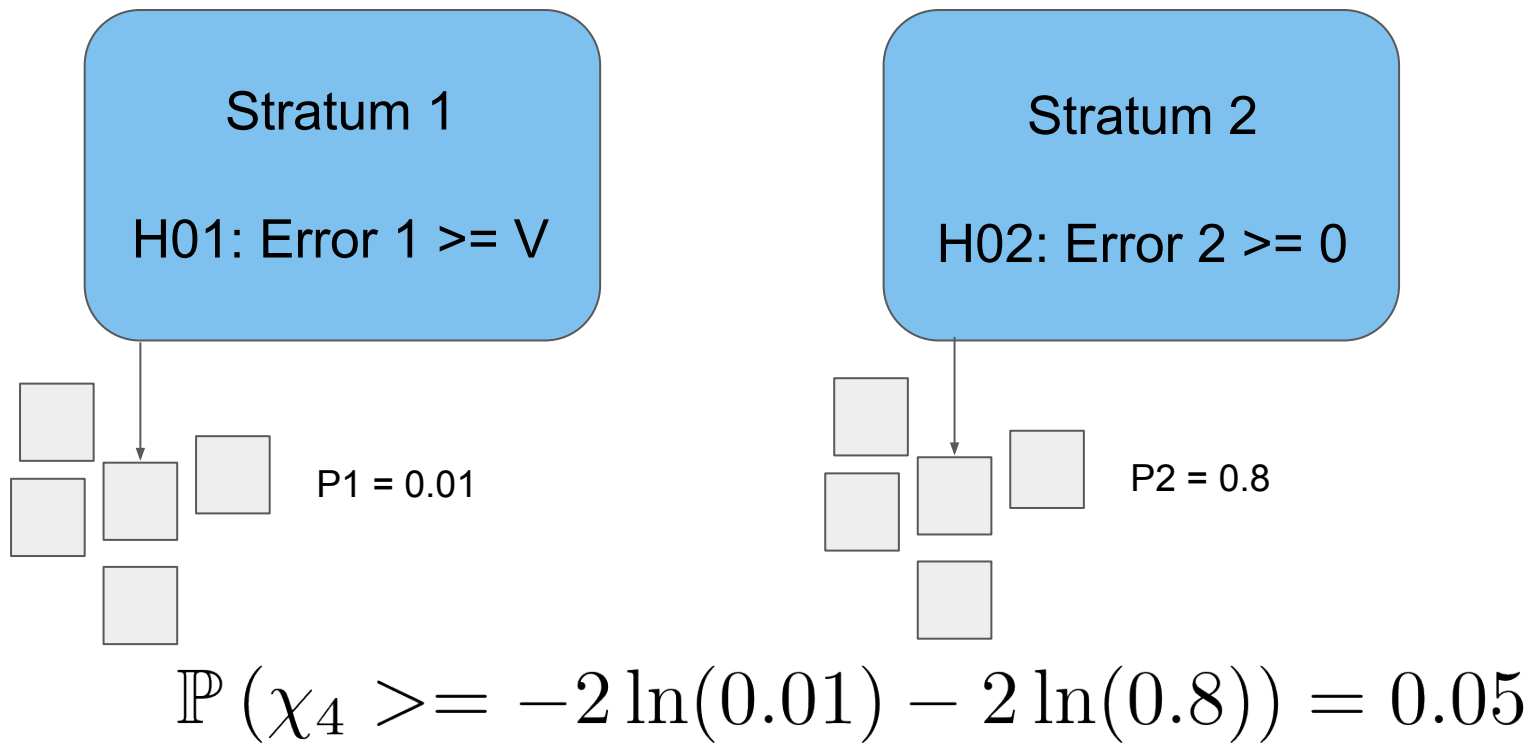 Stratum 1
H01: Error 1 >= V
Stratum 2
H02: Error 2 >= 0
P1 = 0.01
P2 = 0.8
ℙ (χ₄ >= −2 ln(0.01) − 2 ln(0.8)) = 0.05